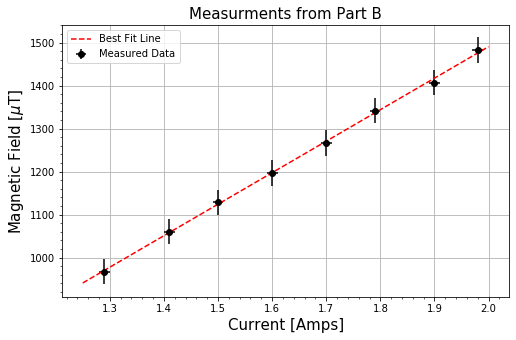 Measurments from Part B
Best Fit Line
Measured Data
Magnetic Field [μT]
1500
1400
1300
1200
1100
1000
1.3 1.4 1.5 1.6 1.7 1.8 1.9 2.0
Current [Amps]